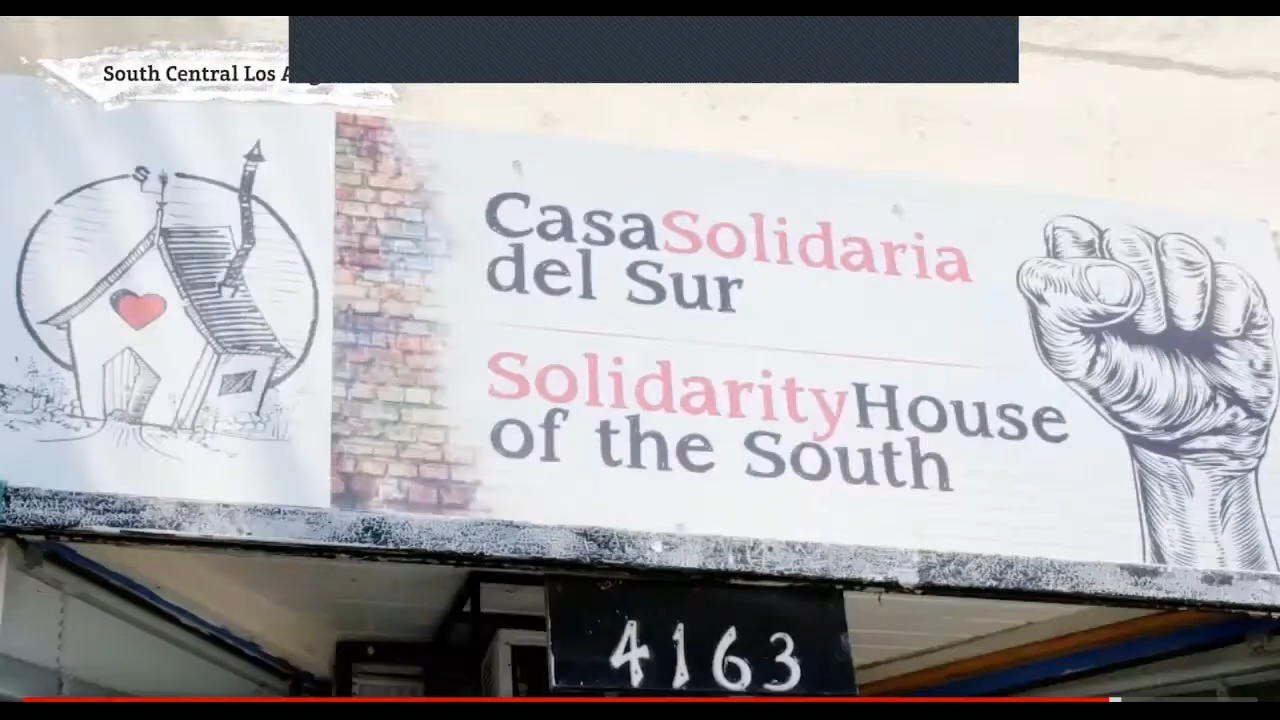 South Central Los
S
CasaSolidaria
del Sur
SolidarityHouse
of the South
4163